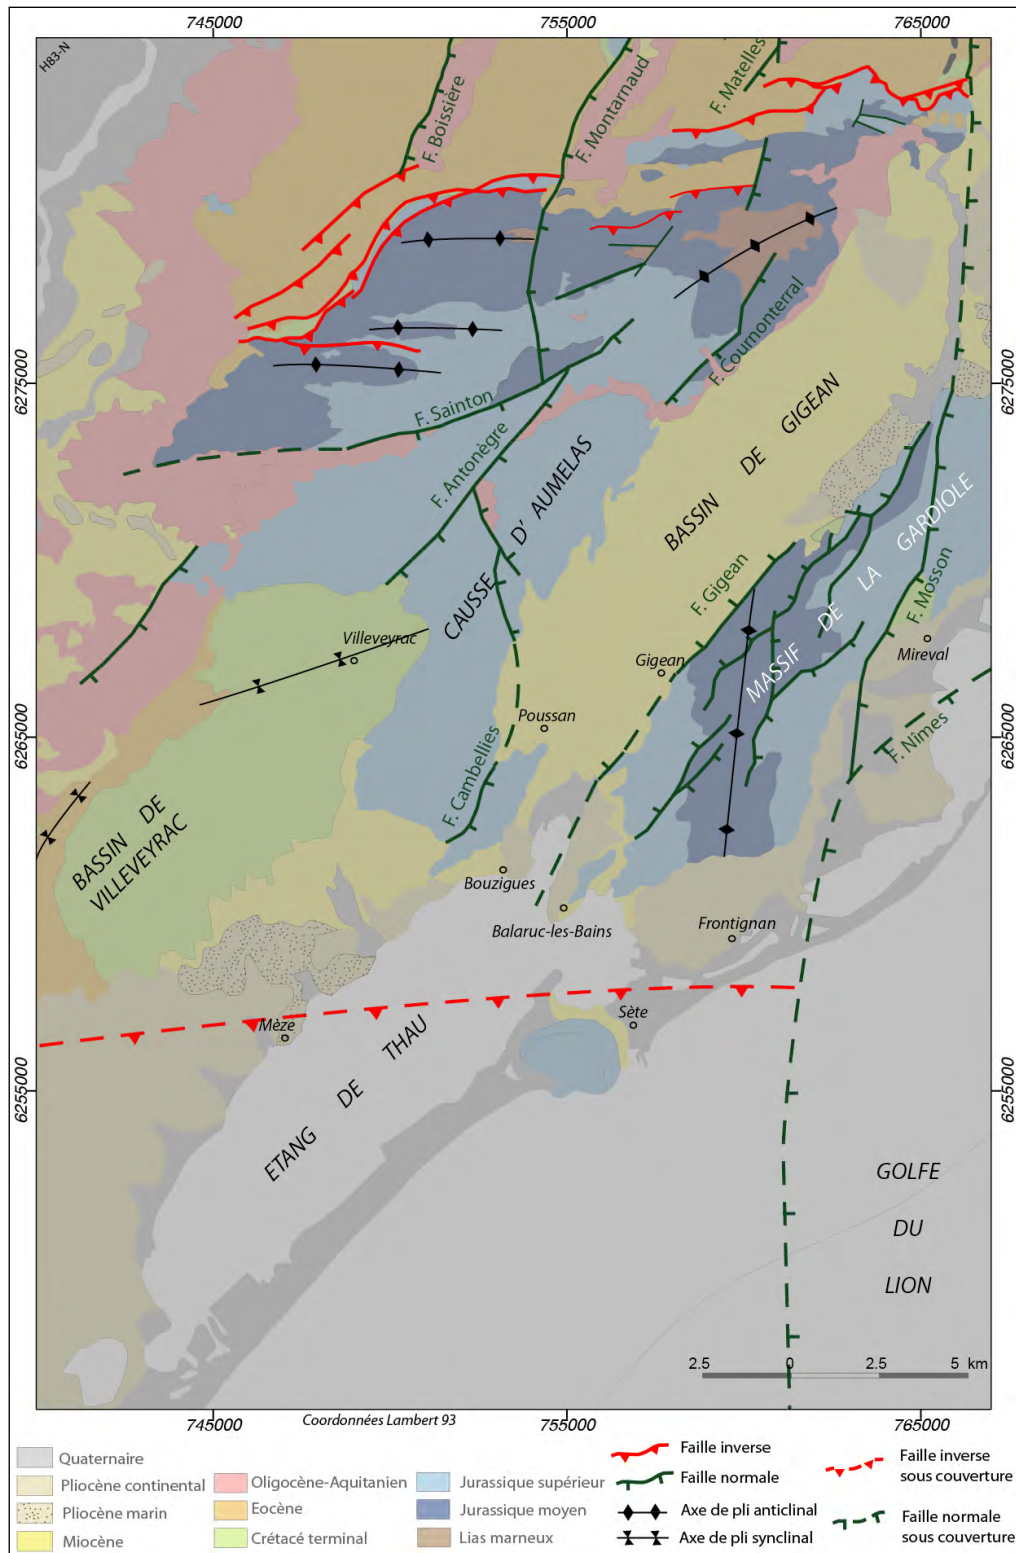 745000
755000
765000
H83-N
F. Boissière
F. Montarnaud
F. Matelles
6275000
6275000
F. Sainton
F. Cournonterral
F. Antonègre
CAUSSE D' AUMELAS
BASSIN DE GIGEAN
MASSIF DE LA GARDIOLE
F. Gigean
F. Mosson
Villeveyrac
Gigean
Mireval
6265000
6265000
Poussan
F. Nîmes
F. Cambellies
BASSIN DE
VILLEVEYRAC
Bouzigues
Balaruc-les-Bains
Frontignan
Mèze
Sète
ETANG DE THAU
6255000
6255000
GOLFE
DU
LION
2.5 0 2.5 5 km
745000
Coordonnées Lambert 93
755000
765000
Quaternaire
Pliocène continental
Pliocène marin
Miocène
Oligocène-Aquitanien
Eocène
Crétacé terminal
Jurassique supérieur
Jurassique moyen
Lias marneux
Faille inverse
Faille normale
Axe de pli anticlinal
Axe de pli synclinal
Faille inverse
sous couverture
Faille normale
sous couverture